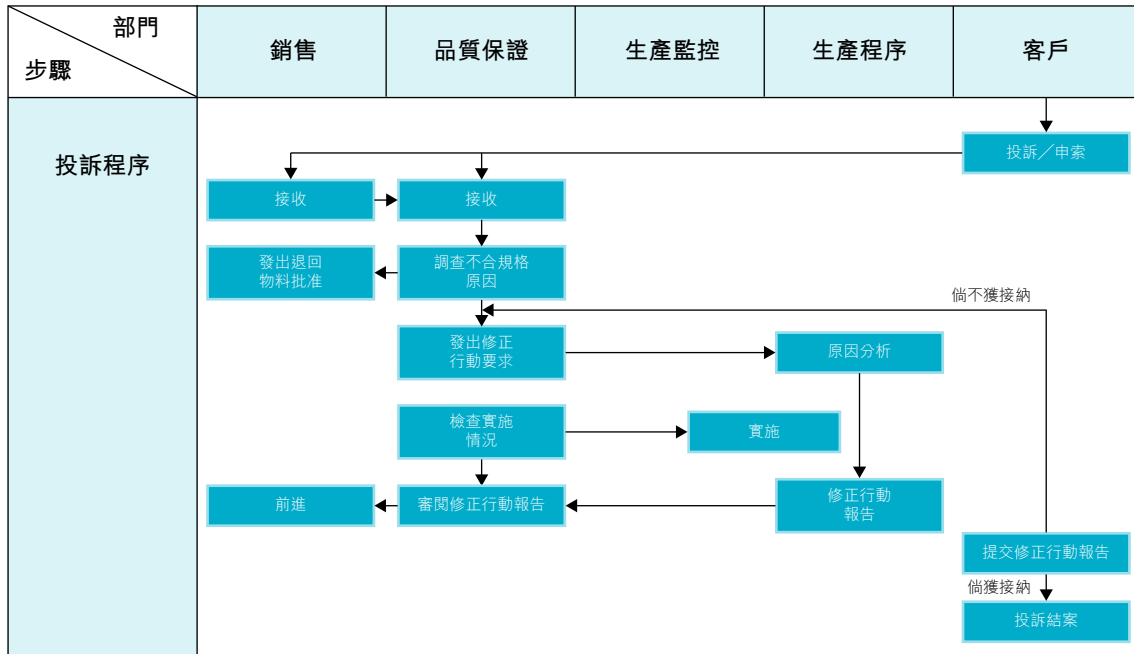 部門
步驟
銷售
品質保證
生產監控
生產程序
客戶
投訴程序
投訴／申索
接收
接收
發出退回
物料批准
調查不合規格
原因
倘不獲接納
發出修正
行動要求
原因分析
檢查實施
情況
實施
前進
審閱修正行動報告
修正行動
報告
提交修正行動報告
倘獲接納
投訴結案